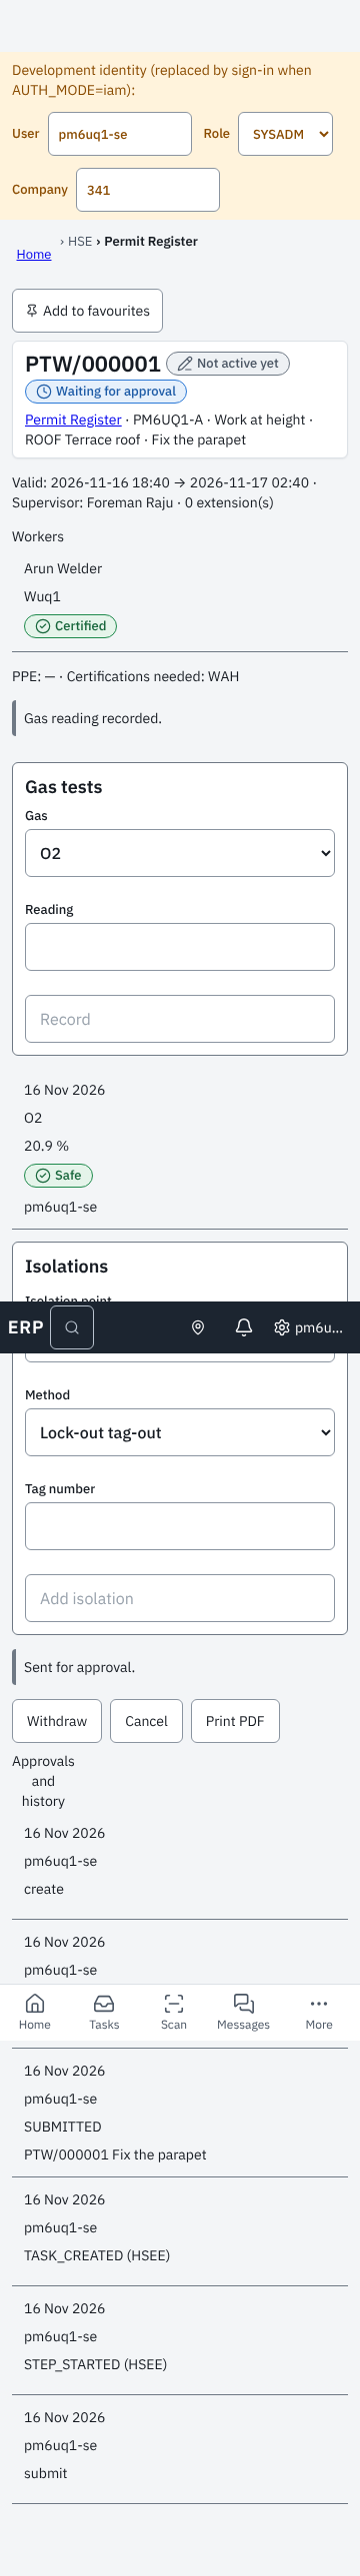 Development identity (replaced by sign-in when
AUTH_MODE=iam):
User pm6uq1-se Role SYSADM
Company 341
Home › HSE › Permit Register
Add to favourites
PTW/000001 Not active yet
Waiting for approval
Permit Register · PM6UQ1-A · Work at height ·
ROOF Terrace roof · Fix the parapet
Valid: 2026-11-16 18:40 → 2026-11-17 02:40 ·
Supervisor: Foreman Raju · 0 extension(s)
Workers
Arun Welder
Wuq1
Certified
PPE: — · Certifications needed: WAH
Gas reading recorded.
Gas tests
Gas
O2
Reading
Record
16 Nov 2026
O2
20.9 %
Safe
pm6uq1-se
Isolations
Isolation point
ERP pm6u...
Method
Lock-out tag-out
Tag number
Add isolation
Sent for approval.
Withdraw Cancel Print PDF
Approvals
and
history
16 Nov 2026
pm6uq1-se
create
16 Nov 2026
pm6uq1-se
Home Tasks Scan Messages More
16 Nov 2026
pm6uq1-se
SUBMITTED
PTW/000001 Fix the parapet
16 Nov 2026
pm6uq1-se
TASK_CREATED (HSEE)
16 Nov 2026
pm6uq1-se
STEP_STARTED (HSEE)
16 Nov 2026
pm6uq1-se
submit